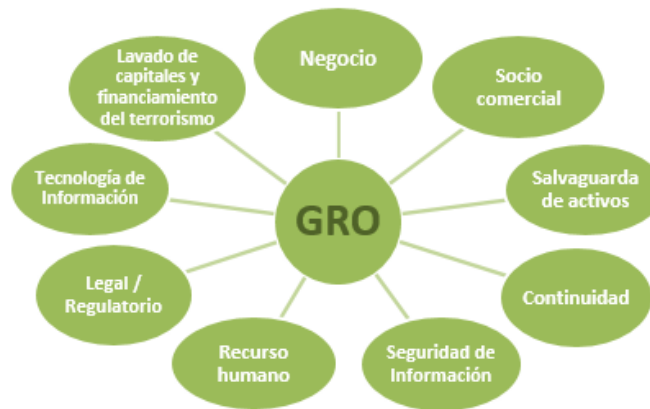 Negocio
Socio
comercial
Salvaguarda
de activos
Continuidad
Seguridad de
Información
Recurso
humano
Legal /
Regulatorio
Tecnología de
Información
Lavado de
capitales y
financiamiento
del terrorismo
GRO